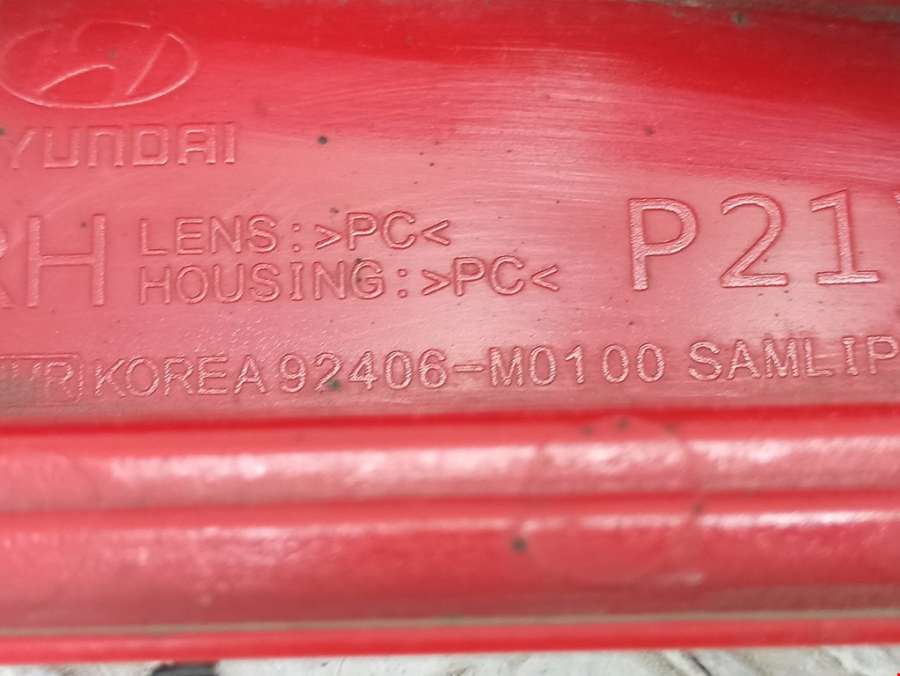 HYUNDAI
RH LENS:>PC< P21
HOUSING:>PC<
KOREA 92406-M0100 SAMLIP